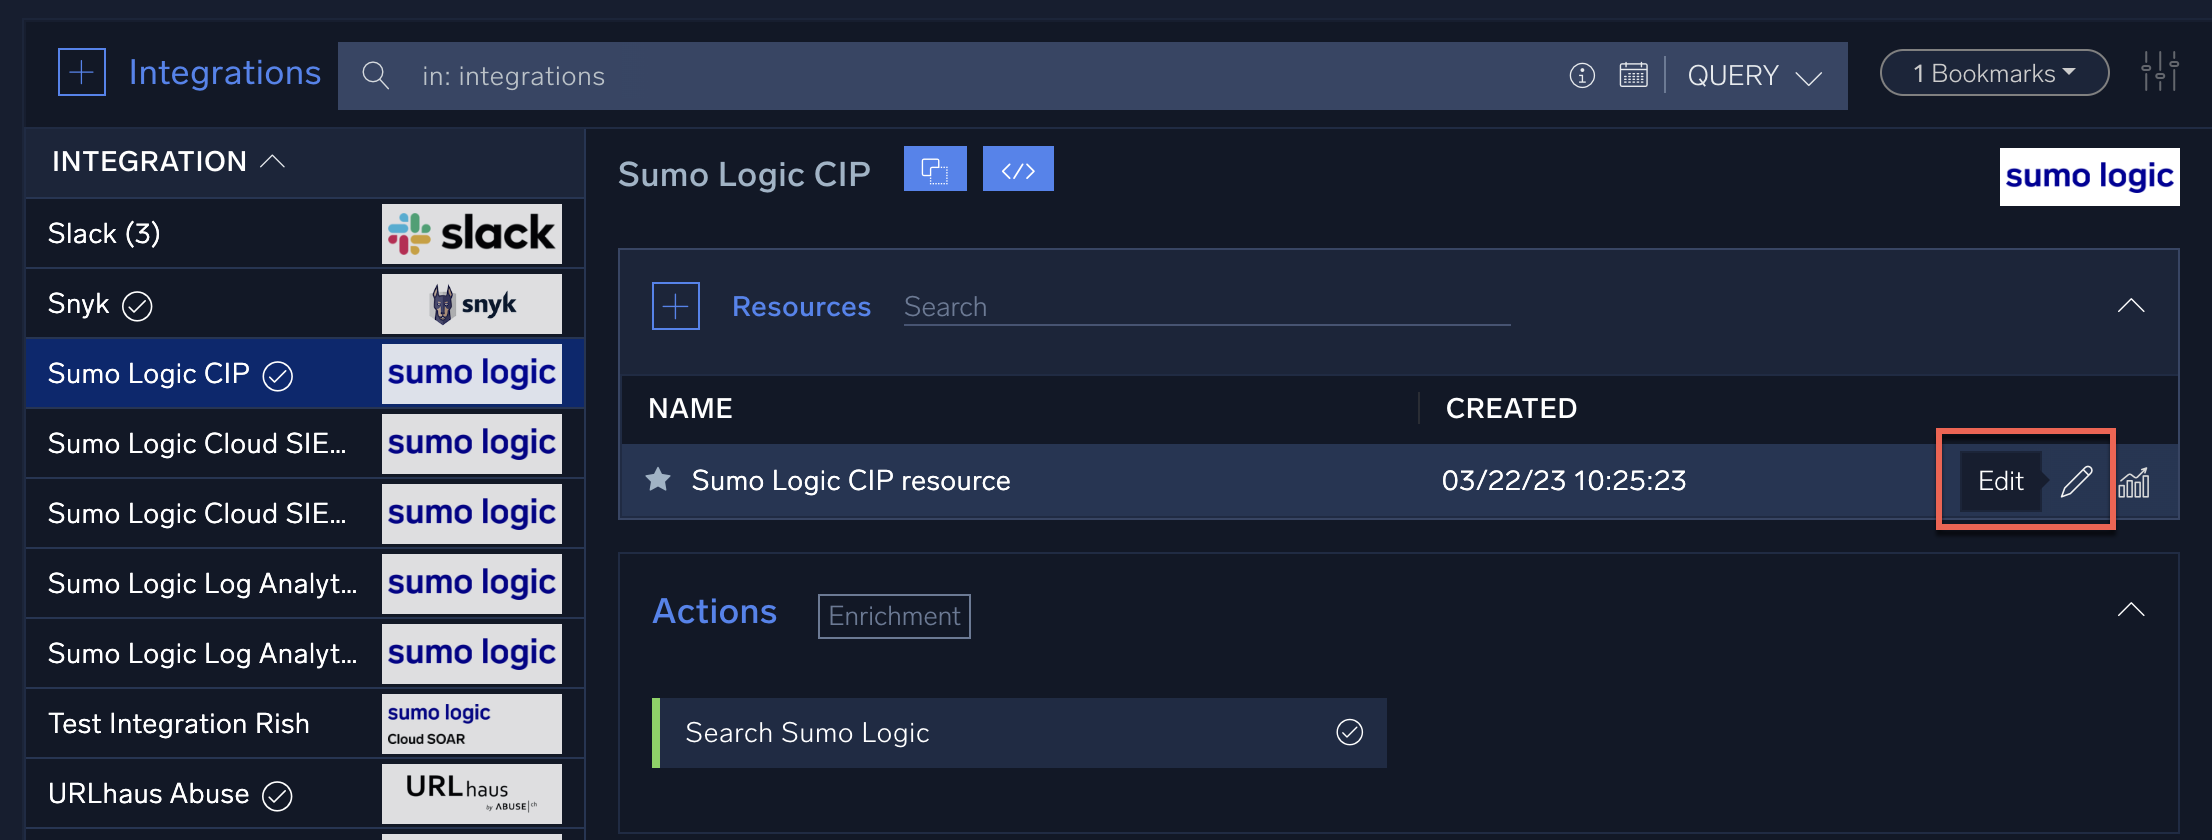 Integrations
in: integrations
QUERY
1 Bookmarks
INTEGRATION
Slack (3)
slack
Snyk
snyk
Sumo Logic CIP
sumo logic
Sumo Logic Cloud SIE...
sumo logic
Sumo Logic Cloud SIE...
sumo logic
Sumo Logic Log Analyt...
sumo logic
Sumo Logic Log Analyt...
sumo logic
Test Integration Rish
sumo logic
Cloud SOAR
URLhaus Abuse
URLhaus
by ABUSE|ch
Sumo Logic CIP
</>
sumo logic
Resources
Search
NAME
CREATED
Sumo Logic CIP resource
03/22/23 10:25:23
Edit
Actions
Enrichment
Search Sumo Logic